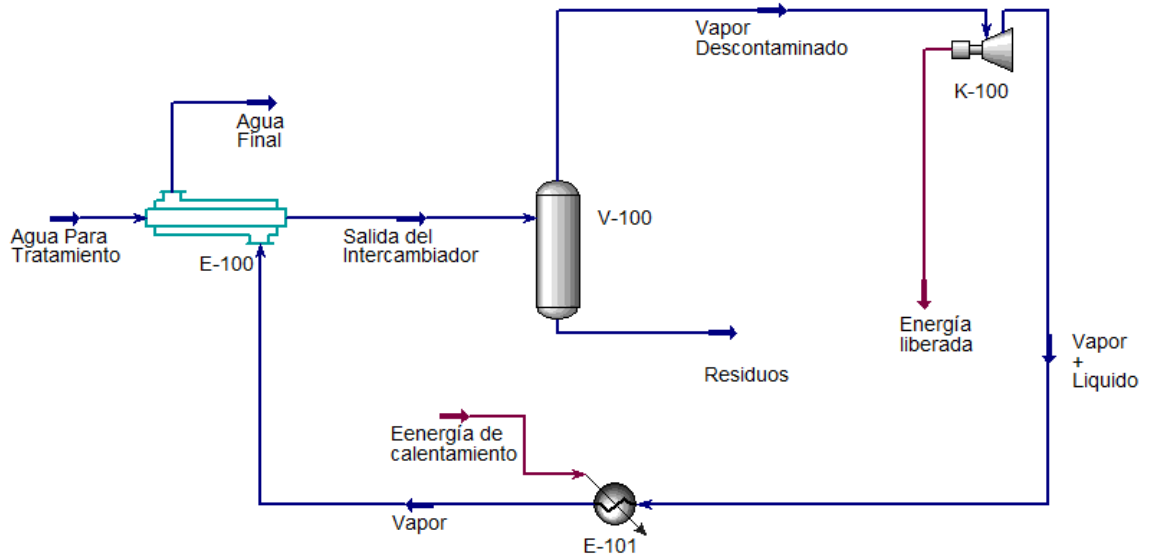 Vapor
Descontaminado
K-100
Agua
Final
Agua Para
Tratamiento
E-100
Salida del
Intercambiador
V-100
Energía
liberada
Vapor
+
Liquido
Residuos
Eenergía de
calentamiento
Vapor
E-101